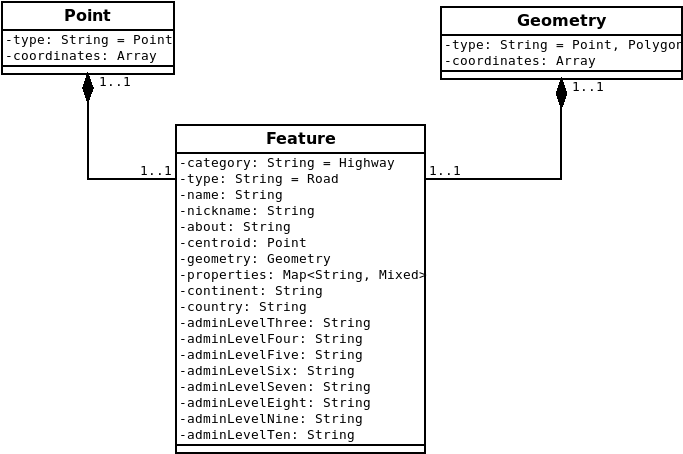 Point
-type: String = Point
-coordinates: Array
1..1
Geometry
-type: String = Point, Polygon
-coordinates: Array
1..1
1..1
1..1
Feature
-category: String = Highway
-type: String = Road
-name: String
-nickname: String
-about: String
-centroid: Point
-geometry: Geometry
-properties: Map<String, Mixed>
-continent: String
-country: String
-adminLevelThree: String
-adminLevelFour: String
-adminLevelFive: String
-adminLevelSix: String
-adminLevelSeven: String
-adminLevelEight: String
-adminLevelNine: String
-adminLevelTen: String